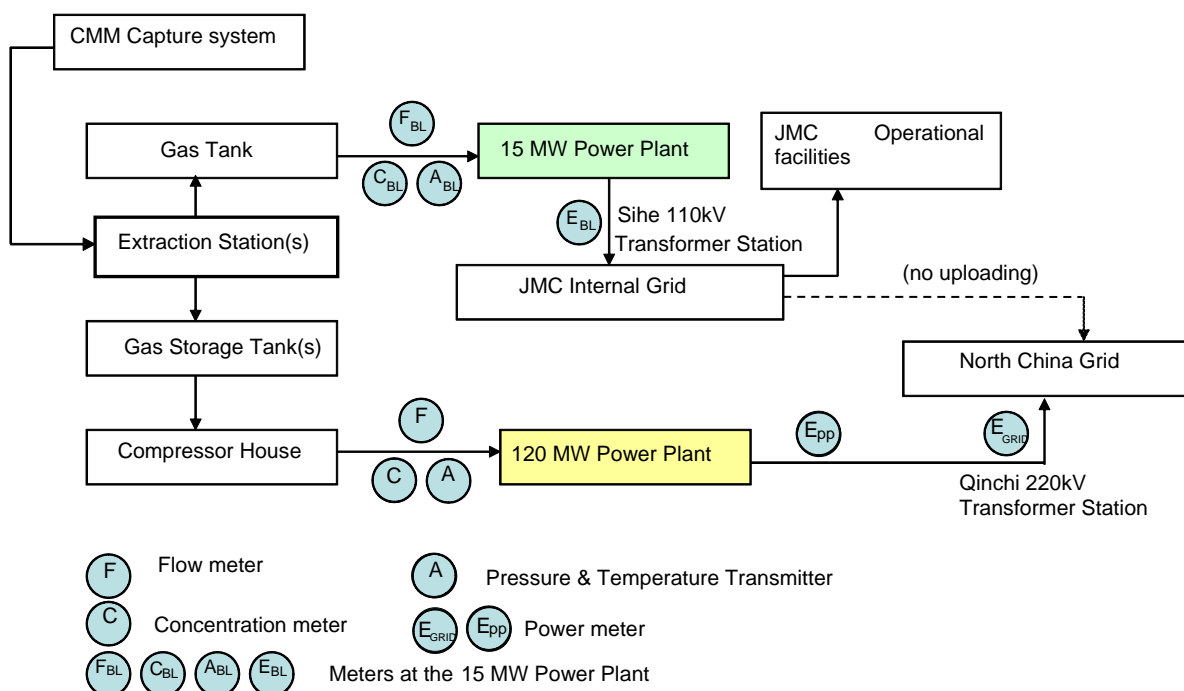 CMM Capture system
Gas Tank
F BL
C BL
A BL
15 MW Power Plant
JMC Operational
facilities
E BL
Sihe 110kV
Transformer Station
Extraction Station(s)
JMC Internal Grid
(no uploading)
Gas Storage Tank(s)
North China Grid
Compressor House
F
C
A
120 MW Power Plant
Epp
E GRID
Qinchi 220kV
Transformer Station
F
Flow meter
A
Pressure & Temperature Transmitter
C
Concentration meter
E GRID
Epp
Power meter
F BL
C BL
A BL
E BL
Meters at the 15 MW Power Plant